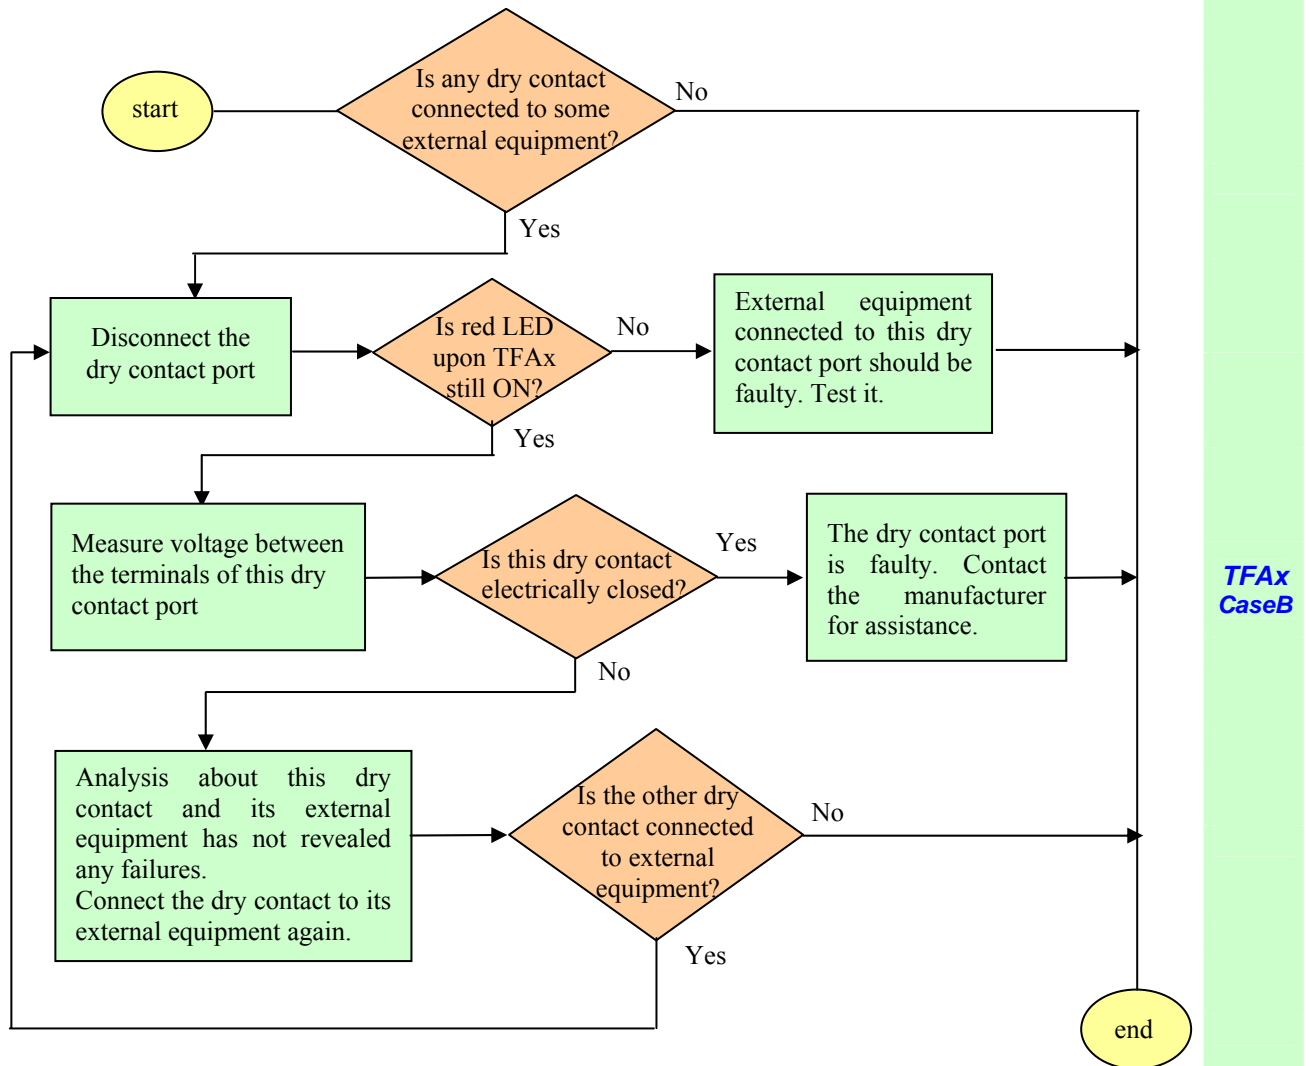 start
Is any dry contact
connected to some
external equipment?
No
Yes
Disconnect the
dry contact port
Is red LED
upon TFAx
still ON?
No
External equipment
connected to this dry
contact port should be
faulty. Test it.
Yes
Measure voltage between
the terminals of this dry
contact port
Is this dry contact
electrically closed?
Yes
The dry contact port
is faulty. Contact
the manufacturer
for assistance.
TFAx
CaseB
No
Analysis about this dry
contact and its external
equipment has not revealed
any failures.
Connect the dry contact to its
external equipment again.
Is the other dry
contact connected
to external
equipment?
No
Yes
end